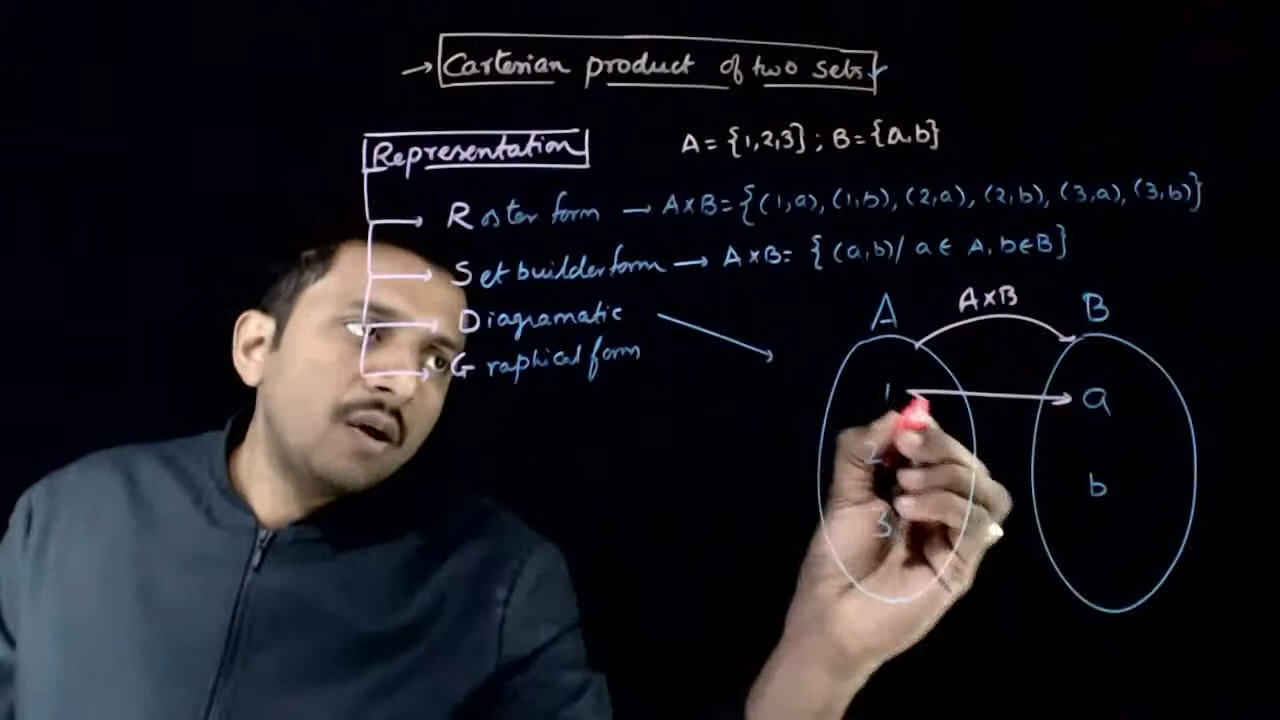 → Cartesian product of two sets
Representation
A = {1,2,3} ; B = {a,b}
Roster form → A×B = {(1,a), (1,b), (2,a), (2,b), (3,a), (3,b)}
Set builder form → A×B = {(a,b)/ a ∈ A, b ∈ B}
Diagramatic
Graphical form
A A×B B
1 a
2 b
3